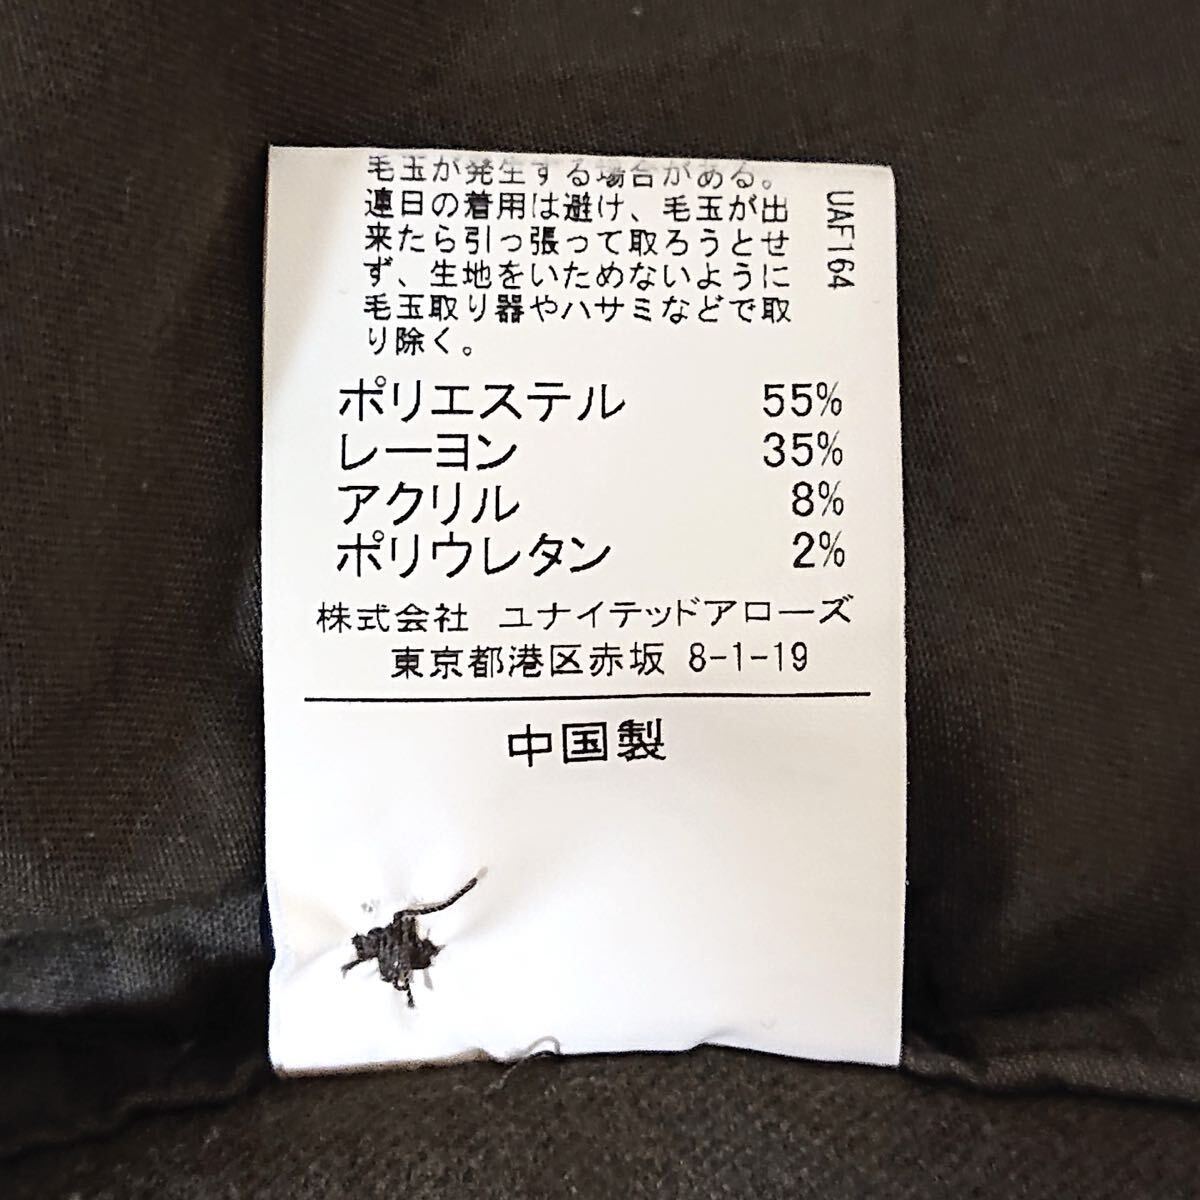 毛玉が発生する場合がある。
連日の着用は避け、毛玉が出
来たら引っ張って取ろうとせ
ず、生地をいためないように
毛玉取り器やハサミなどで取
り除く。
UAF164
ポリエステル 55%
レーヨン 35%
アクリル 8%
ポリウレタン 2%
株式会社 ユナイテッドアローズ
東京都港区赤坂 8-1-19
中国製